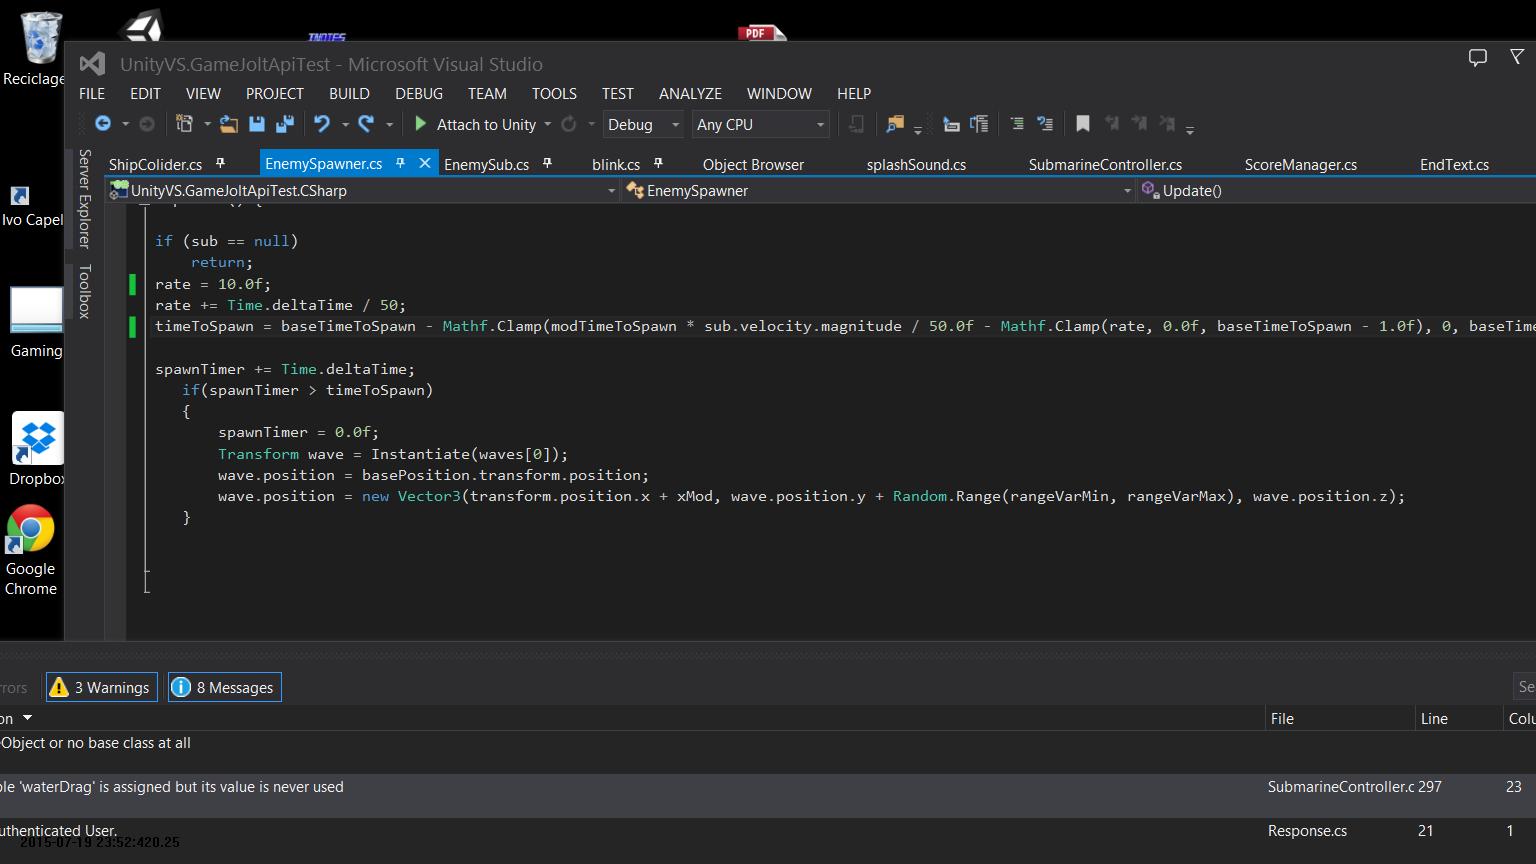 Reciclage
INOTES
PDF
UnityVS.GameJoltApiTest - Microsoft Visual Studio
FILE EDIT VIEW PROJECT BUILD DEBUG TEAM TOOLS TEST ANALYZE WINDOW HELP
Attach to Unity Debug Any CPU
Server Explorer
Toolbox
ShipColider.cs EnemySpawner.cs EnemySub.cs blink.cs Object Browser splashSound.cs SubmarineController.cs ScoreManager.cs EndText.cs
UnityVS.GameJoltApiTest.CSharp EnemySpawner Update()
Ivo Capel
Gaming
Dropbox
Google
Chrome
if (sub == null)
return;
rate = 10.0f;
rate += Time.deltaTime / 50;
timeToSpawn = baseTimeToSpawn - Mathf.Clamp(modTimeToSpawn * sub.velocity.magnitude / 50.0f - Mathf.Clamp(rate, 0.0f, baseTimeToSpawn - 1.0f), 0, baseTime
spawnTimer += Time.deltaTime;
if(spawnTimer > timeToSpawn)
{
spawnTimer = 0.0f;
Transform wave = Instantiate(waves[0]);
wave.position = basePosition.transform.position;
wave.position = new Vector3(transform.position.x + xMod, wave.position.y + Random.Range(rangeVarMin, rangeVarMax), wave.position.z);
}
rrors 3 Warnings 8 Messages Se
on File Line Colu
Object or no base class at all
ble 'waterDrag' is assigned but its value is never used SubmarineController.c 297 23
uthenticated User. Response.cs 21 1
2015-07-19 23:52:420.25